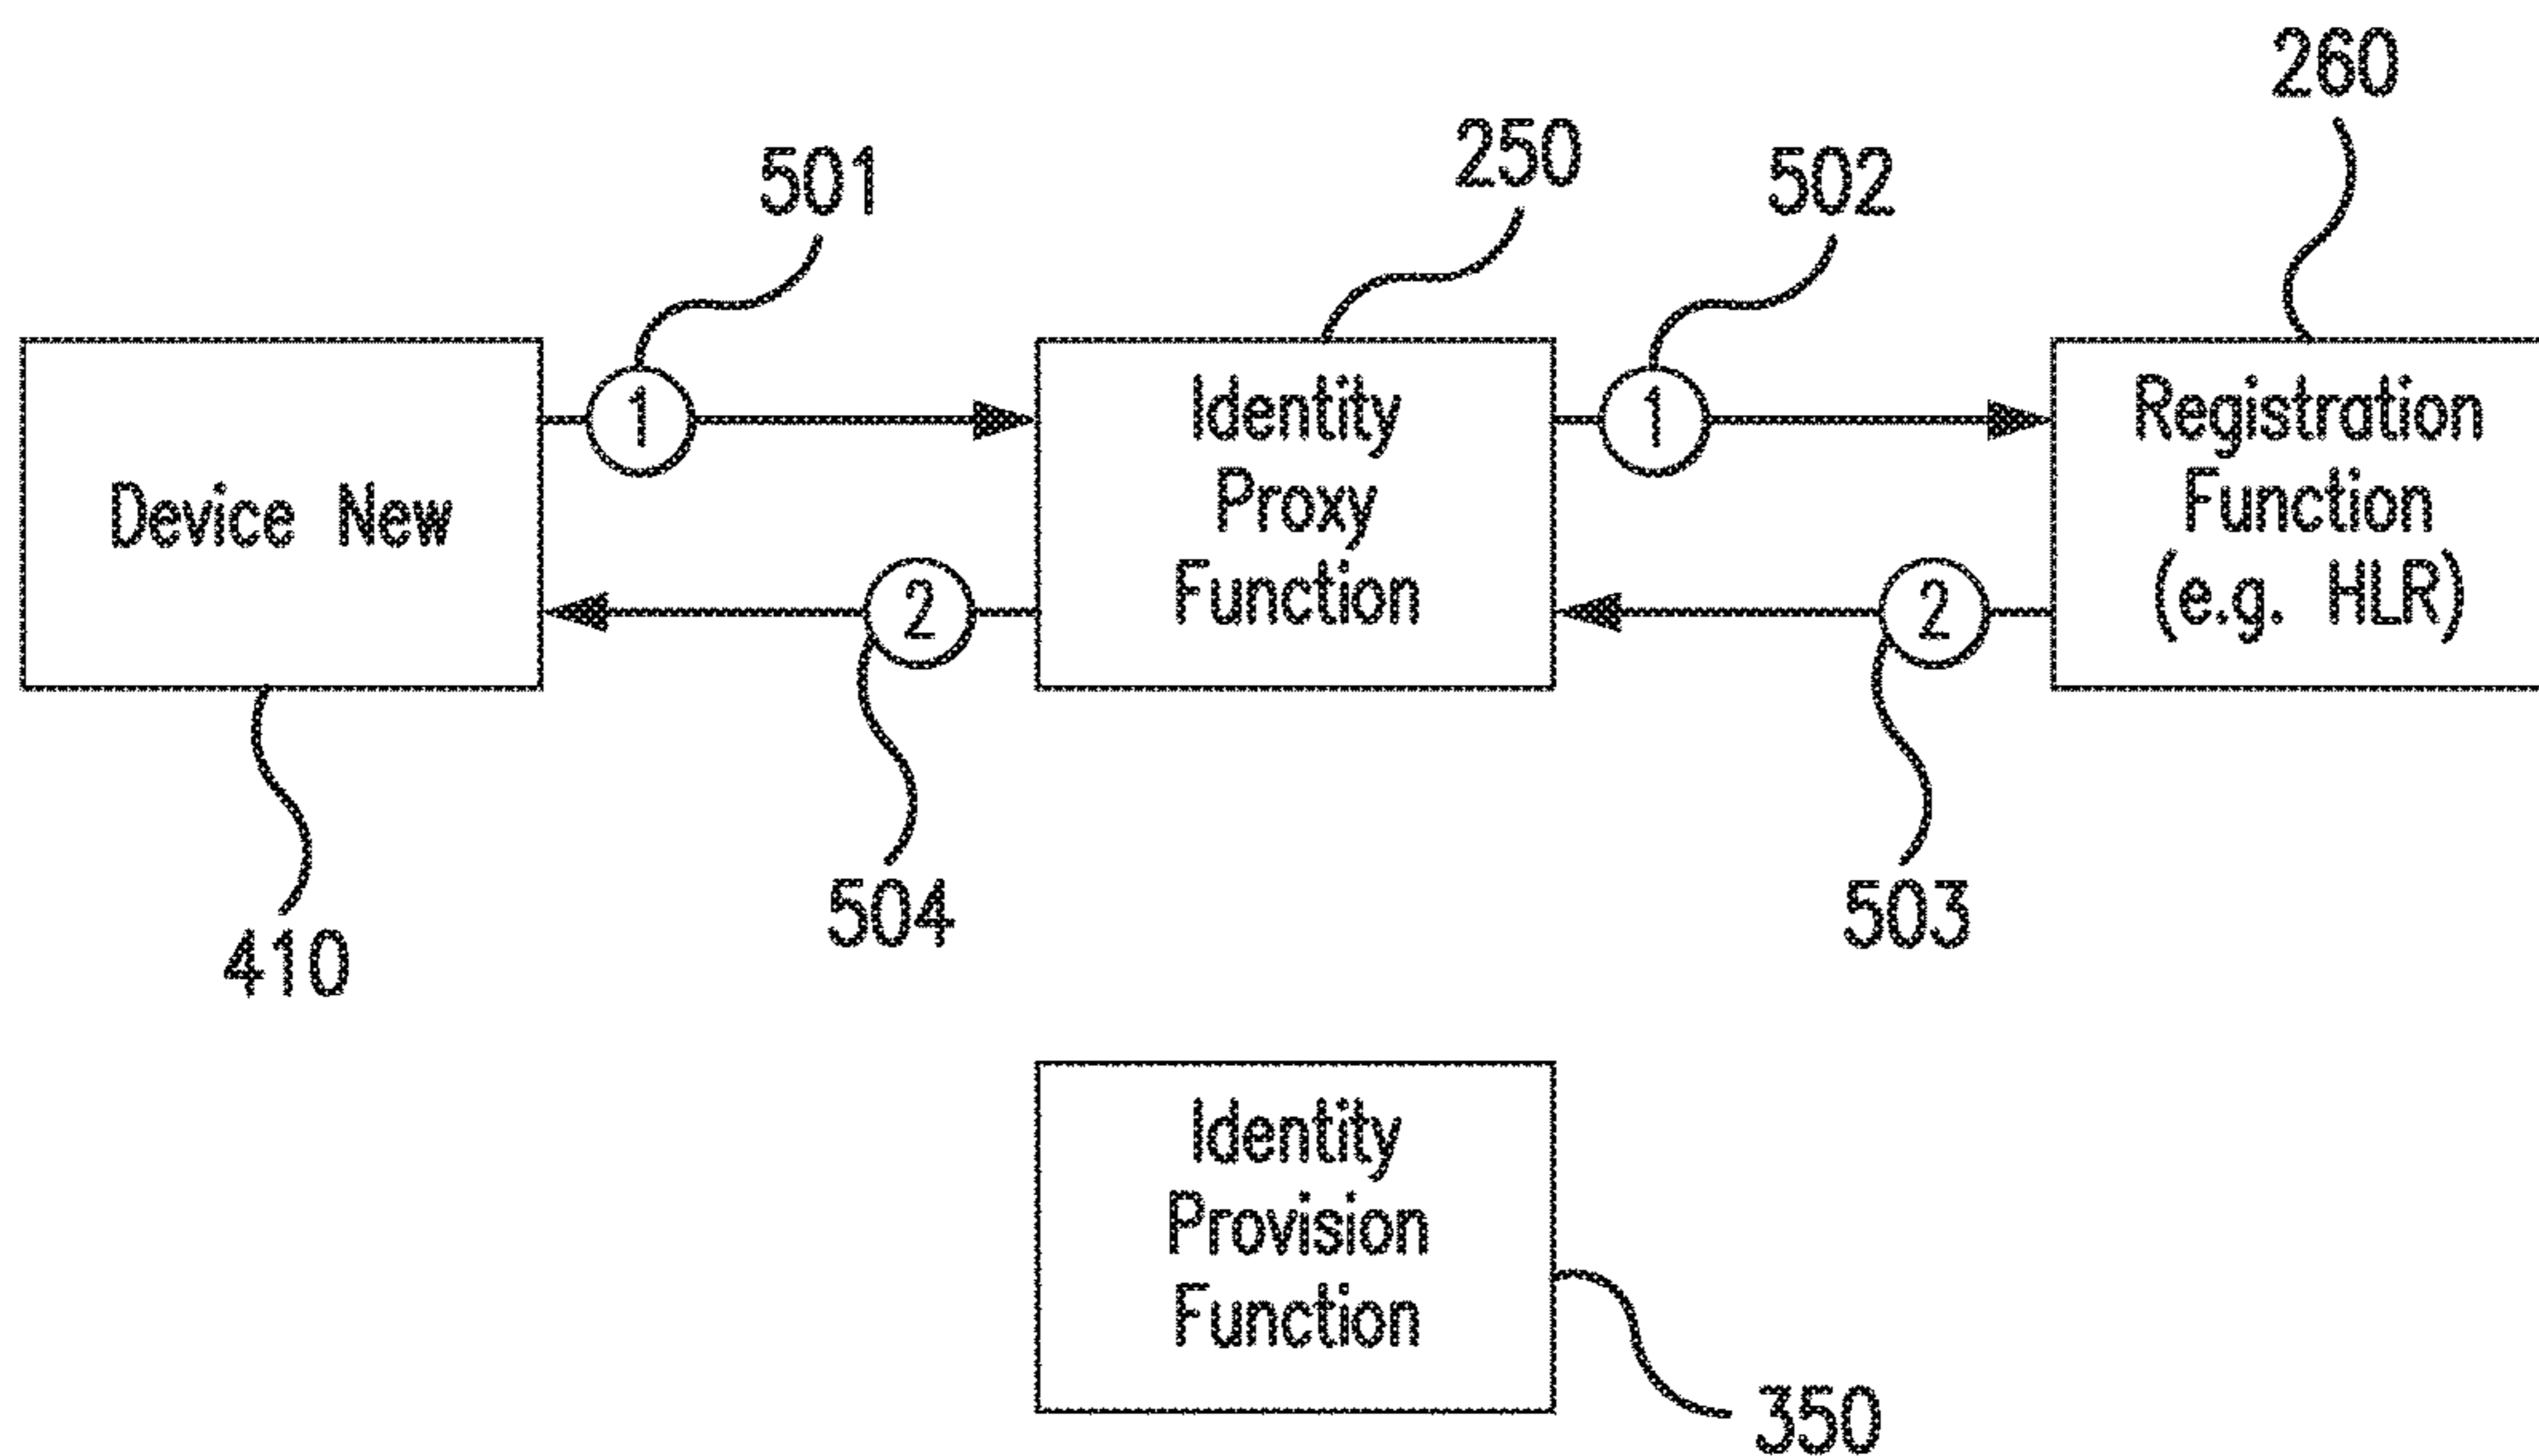 260
250
501
502
1
1
Identity
Proxy
Function
Registration
Function
(e.g. HLR)
Device New
2
2
504
503
410
Identity
Provision
Function
350